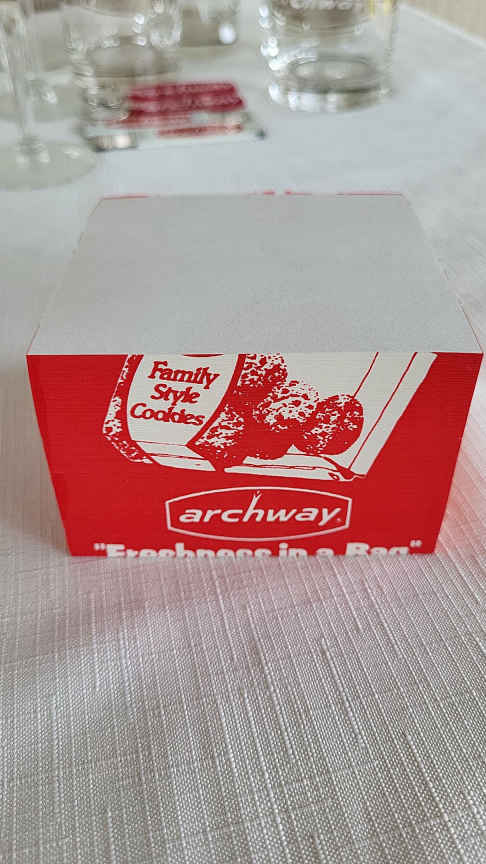 Family
Style
Cookies
archway®
"Freshness in a Bag"